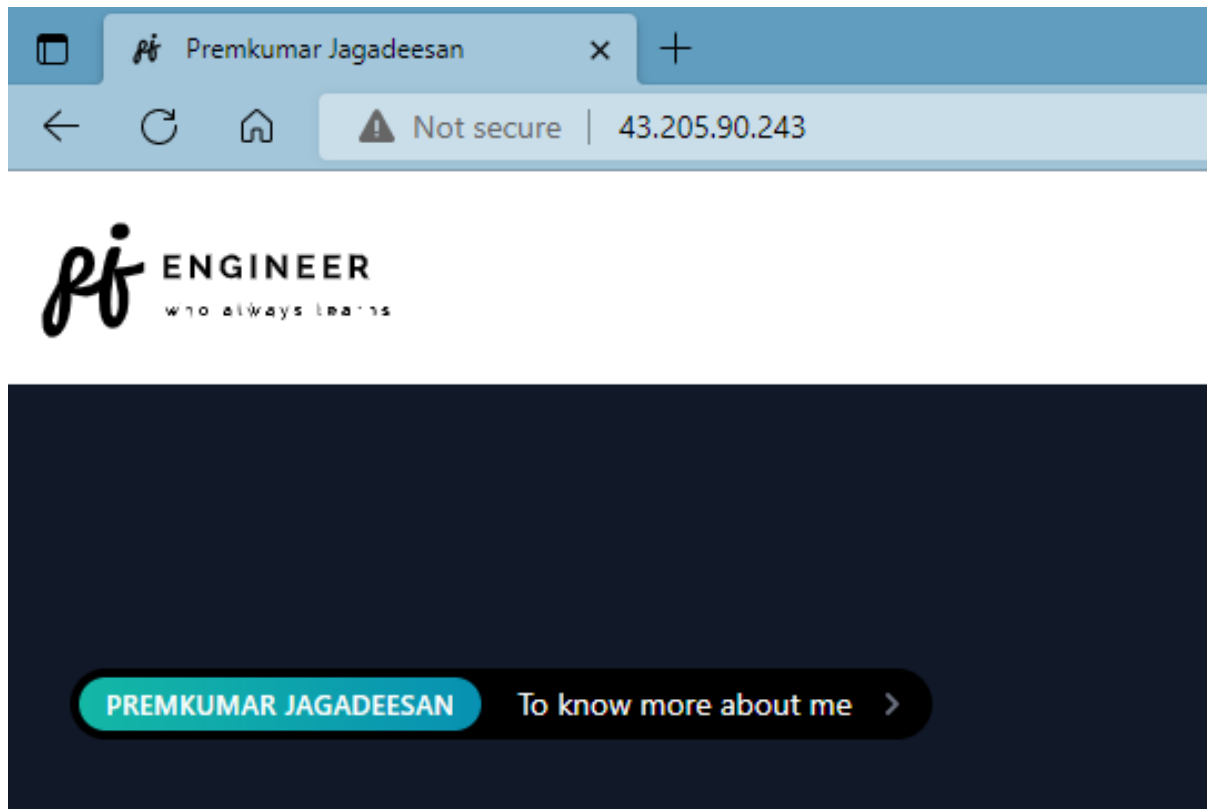 Premkumar Jagadeesan
Not secure | 43.205.90.243
pj ENGINEER
who always learns
PREMKUMAR JAGADEESAN To know more about me